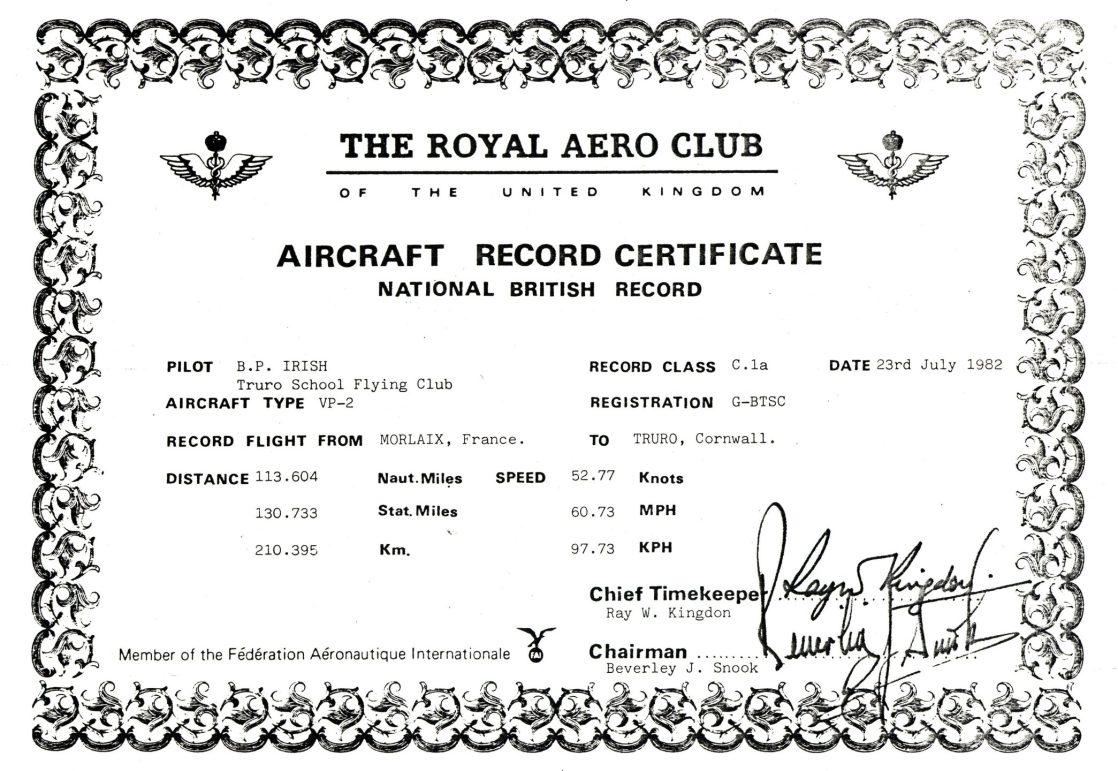 THE ROYAL AERO CLUB
OF THE UNITED KINGDOM
AIRCRAFT RECORD CERTIFICATE
NATIONAL BRITISH RECORD
PILOT B.P. IRISH RECORD CLASS C.1a DATE 23rd July 1982
Truro School Flying Club
AIRCRAFT TYPE VP-2 REGISTRATION G-BTSC
RECORD FLIGHT FROM MORLAIX, France. TO TRURO, Cornwall.
DISTANCE 113.604 Naut.Miles SPEED 52.77 Knots
130.733 Stat.Miles 60.73 MPH
210.395 Km. 97.73 KPH
Chief Timekeeper Ray W. Kingdon
Ray W. Kingdon
Member of the Fédération Aéronautique Internationale FAI Chairman Beverley Snook
Beverley J. Snook